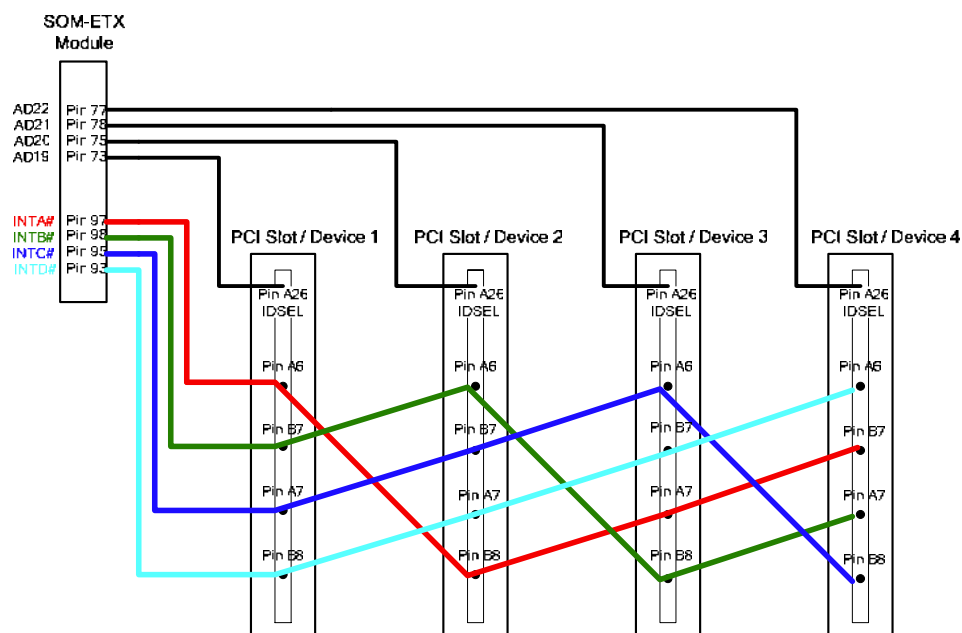 SOM-ETX
Module
AD22 Pin 77
AD21 Pin 78
AD20 Pin 75
AD19 Pin 73
INTA# Pin 97
INTB# Pin 98
INTC# Pin 95
INTD# Pin 93
PCI Slot / Device 1 PCI Slot / Device 2 PCI Slot / Device 3 PCI Slot / Device 4
Pin A26 Pin A26 Pin A26 Pin A26
IDSEL IDSEL IDSEL IDSEL
Pin A6 Pin A6 Pin A6 Pin A6
Pin B7 Pin B7 Pin B7 Pin B7
Pin A7 Pin A7 Pin A7 Pin A7
Pin B8 Pin B8 Pin B8 Pin B8